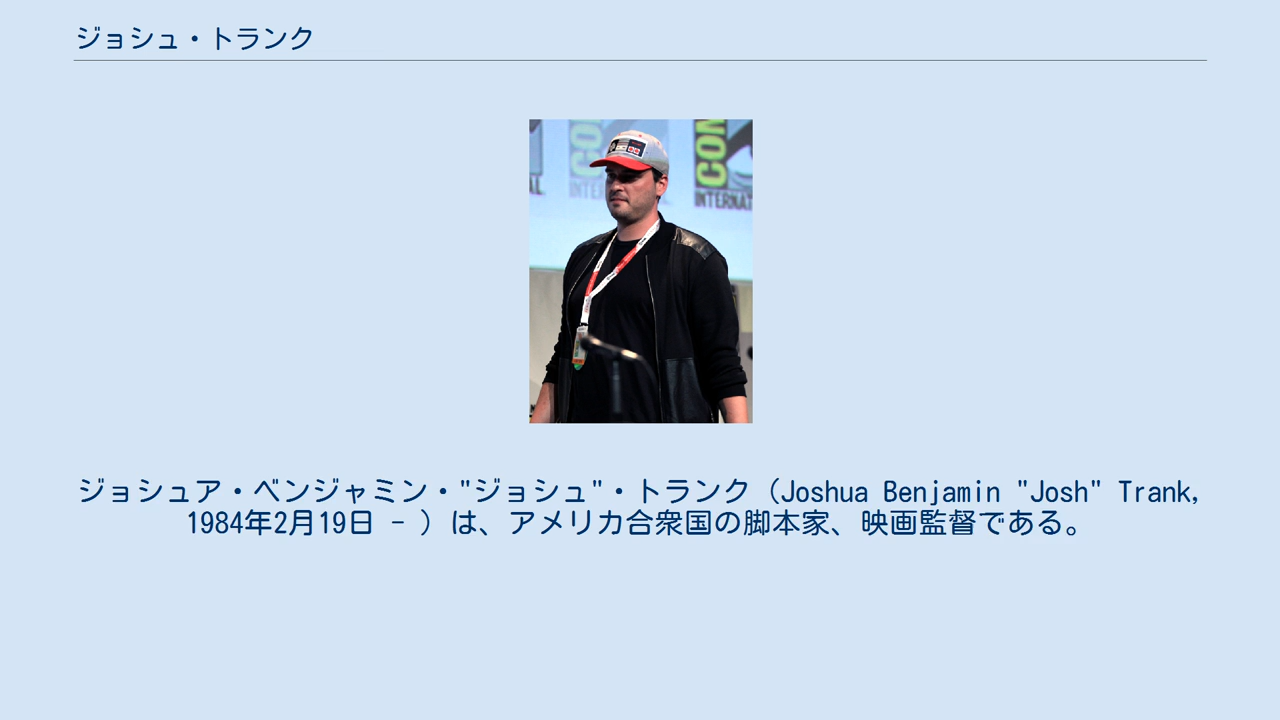 ジョシュ・トランク
CON
INTERNAT
ジョシュア・ベンジャミン・"ジョシュ"・トランク（Joshua Benjamin "Josh" Trank,
1984年2月19日 - ）は、アメリカ合衆国の脚本家、映画監督である。